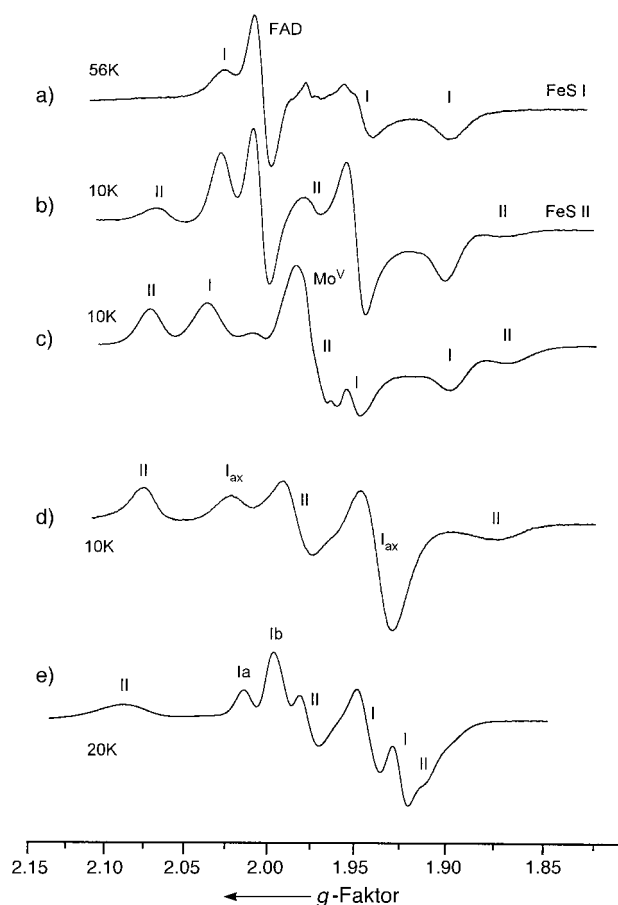 FAD
I
56K
a)
I I
FeS I
10K
II
b)
II
II
FeS II
Mo^V
10K
II I
c)
II
I
I
II
II
I_ax
II
d)
I_ax
II
10K
Ib
Ia
e)
II
II
I
I
II
20K
2.15 2.10 2.05 2.00 1.95 1.90 1.85
g-Faktor